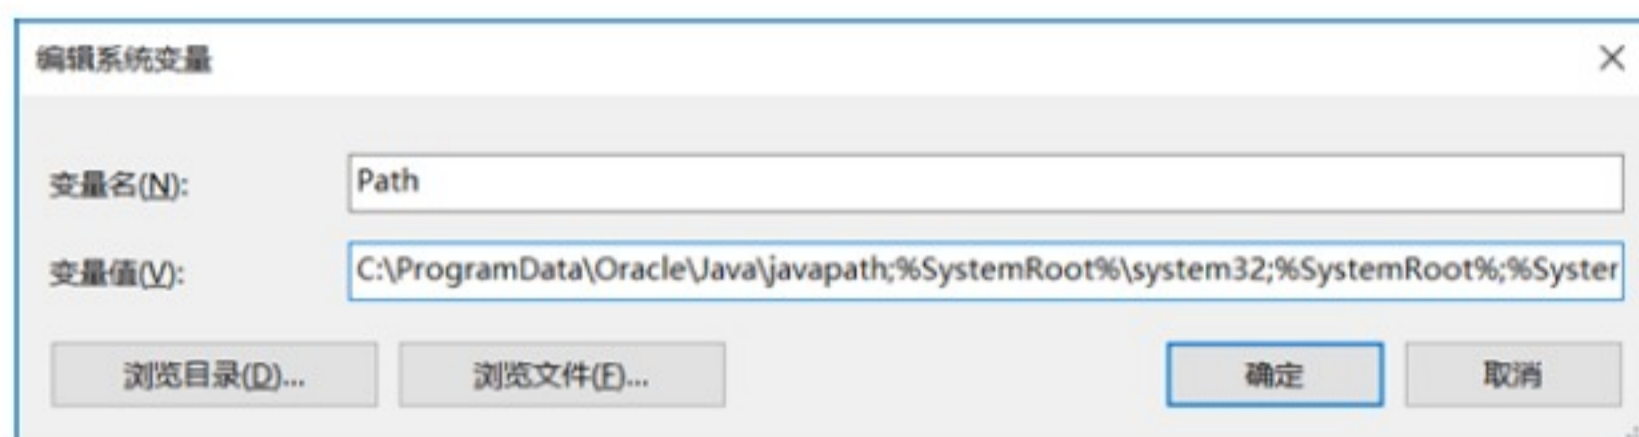 编辑系统变量
变量名(N): Path
变量值(V): C:\ProgramData\Oracle\Java\javapath;%SystemRoot%\system32;%SystemRoot%;%Syster
浏览目录(D)... 浏览文件(F)... 确定 取消